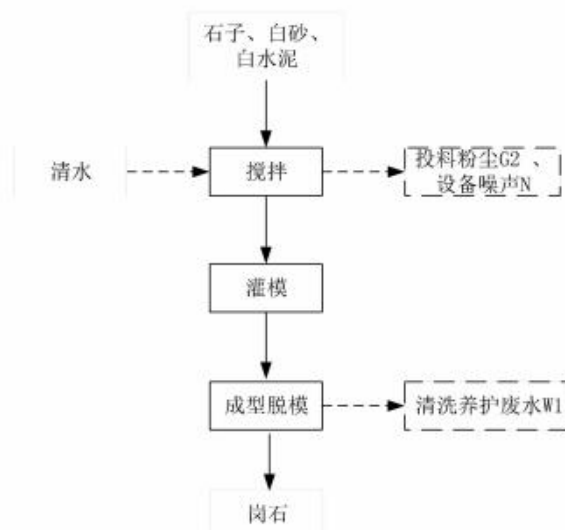 石子、白砂、
白水泥
清水
搅拌
投料粉尘G2 、
设备噪声N
灌模
成型脱模
清洗养护废水W1
岗石